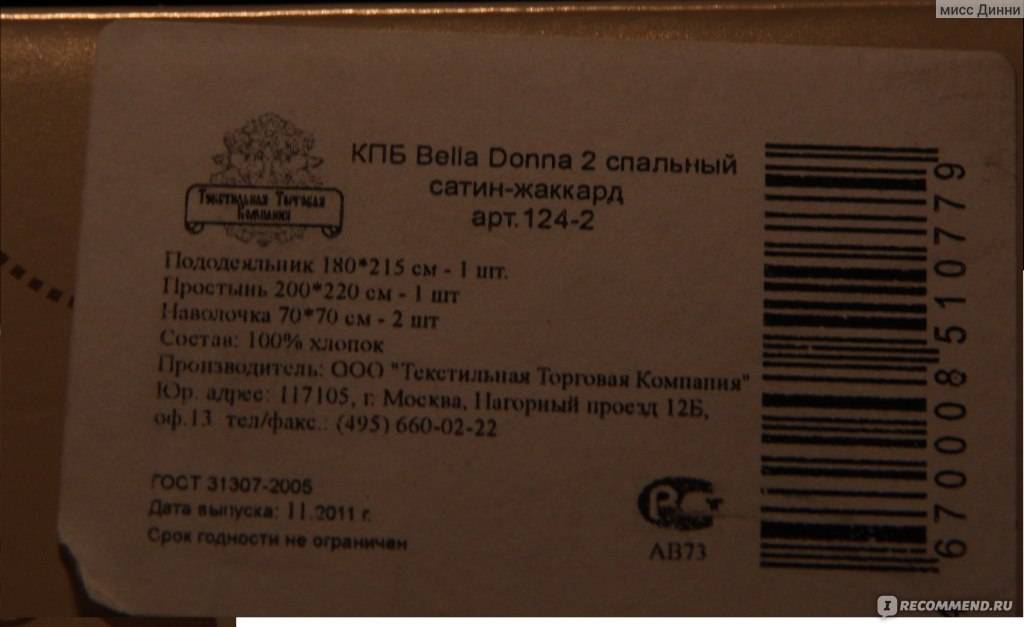 мисс Динни
Текстильная Торговая
Компания
КПБ Bella Donna 2 спальный
сатин-жаккард
арт.124-2
Пододеяльник 180*215 см - 1 шт.
Простынь 200*220 см - 1 шт
Наволочка 70*70 см - 2 шт
Состав: 100% хлопок
Производитель: ООО "Текстильная Торговая Компания"
Юр. адрес: 117105, г. Москва, Нагорный проезд 12Б,
оф.13 тел/факс.: (495) 660-02-22
ГОСТ 31307-2005
Дата выпуска: 11.2011 г.
Срок годности не ограничен
РСТ
АВ73
6700085107779
IRECOMMEND.RU